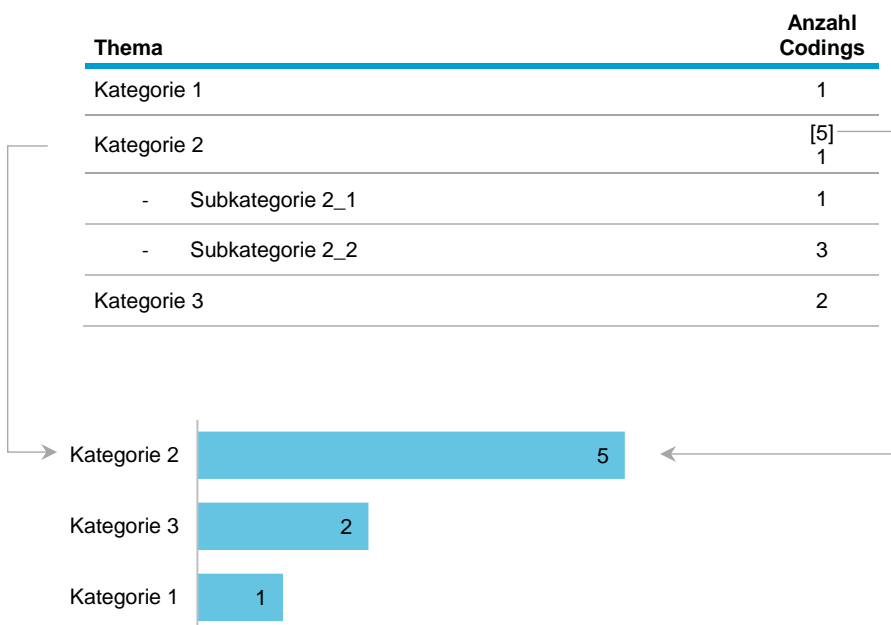 Thema Anzahl Codings
Kategorie 1 1
Kategorie 2 [5] 1
- Subkategorie 2_1 1
- Subkategorie 2_2 3
Kategorie 3 2
Kategorie 2 5
Kategorie 3 2
Kategorie 1 1